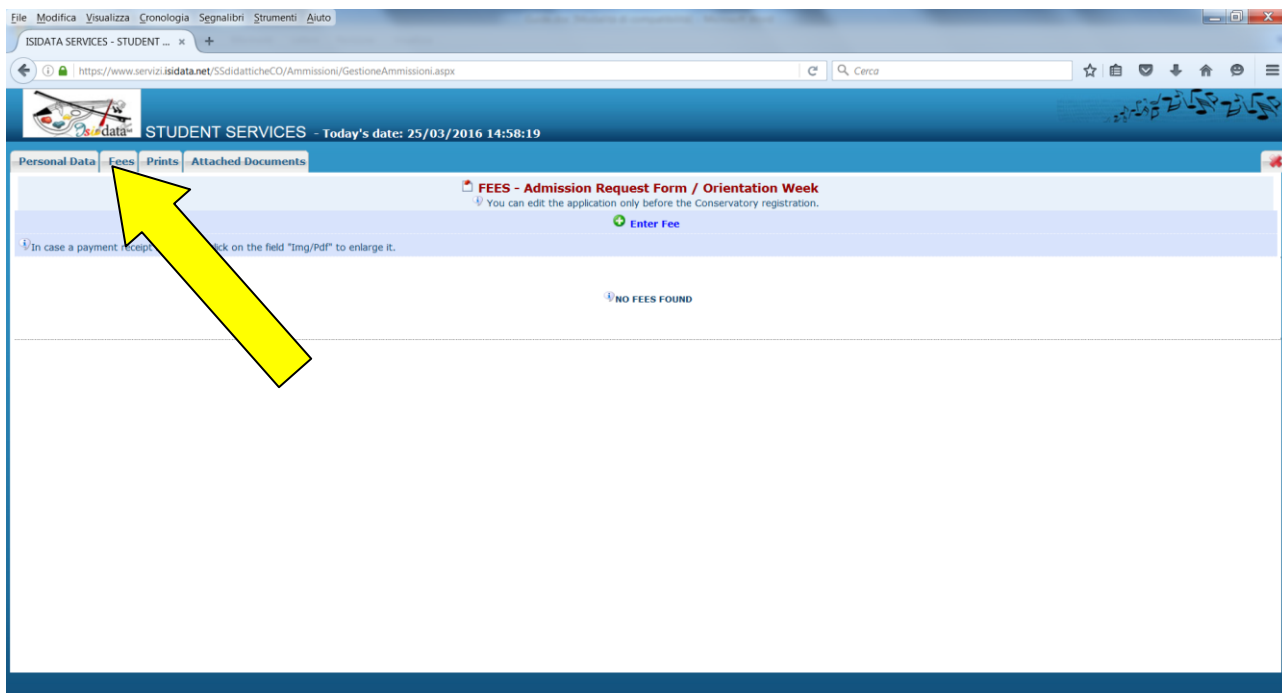 File Modifica Visualizza Cronologia Segnalibri Strumenti Aiuto
ISIDATA SERVICES - STUDENT ... × +
https://www.servizi.isidata.net/SSdidatticheCO/Ammissioni/GestioneAmmissioni.aspx
Cerca
Isidata STUDENT SERVICES - Today's date: 25/03/2016 14:58:19
Personal Data Fees Prints Attached Documents
FEES - Admission Request Form / Orientation Week
You can edit the application only before the Conservatory registration.
Enter Fee
In case a payment receipt click on the field "Img/Pdf" to enlarge it.
NO FEES FOUND